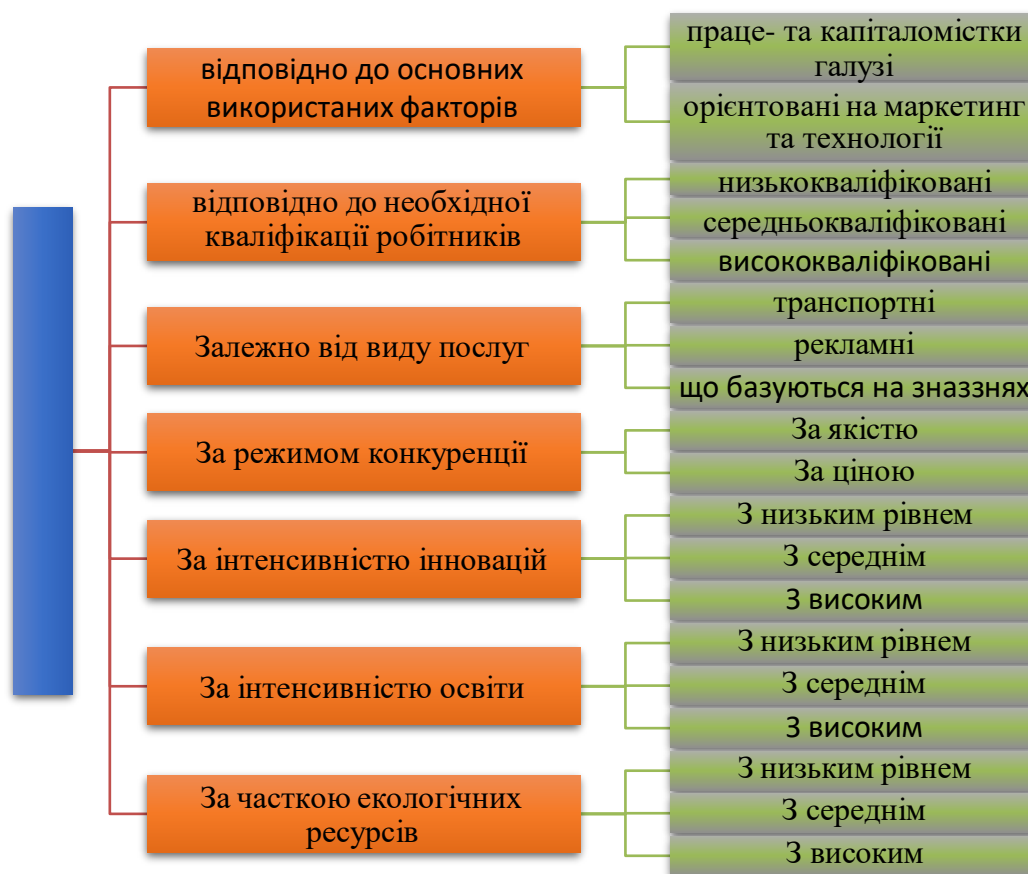 відповідно до основних
використаних факторів
праце- та капіталомістки
галузі
орієнтовані на маркетинг
та технології
відповідно до необхідної
кваліфікації робітників
низькокваліфіковані
середньокваліфіковані
висококваліфіковані
Залежно від виду послуг
транспортні
рекламні
що базуються на зназзнях
За режимом конкуренції
За якістю
За ціною
За інтенсивністю інновацій
З низьким рівнем
З середнім
З високим
За інтенсивністю освіти
З низьким рівнем
З середнім
З високим
За часткою екологічних
ресурсів
З низьким рівнем
З середнім
З високим